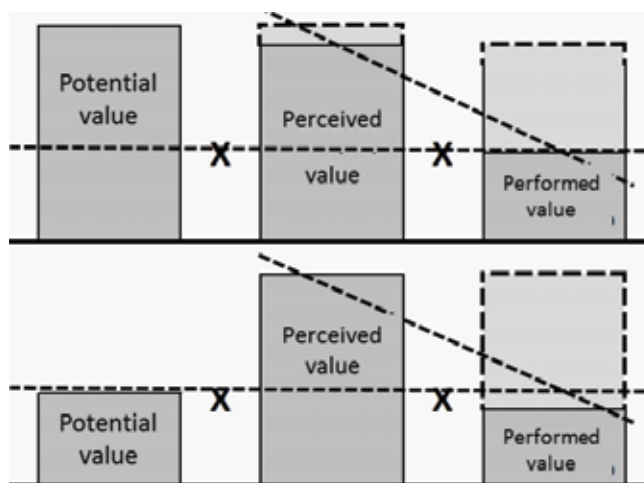 Potential
value
X
Perceived
value
X
Performed
value
Potential
value
X
Perceived
value
X
Performed
value